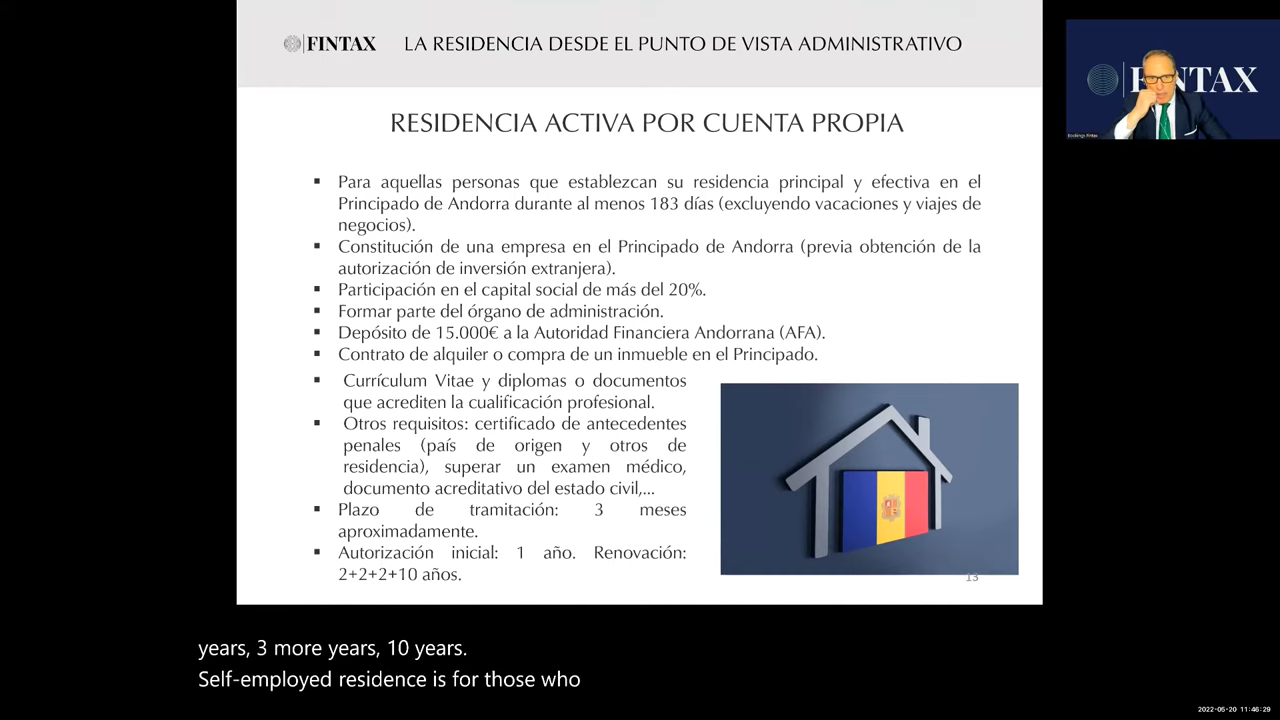 FINTAX LA RESIDENCIA DESDE EL PUNTO DE VISTA ADMINISTRATIVO
RESIDENCIA ACTIVA POR CUENTA PROPIA
▪ Para aquellas personas que establezcan su residencia principal y efectiva en el
Principado de Andorra durante al menos 183 días (excluyendo vacaciones y viajes de
negocios).
▪ Constitución de una empresa en el Principado de Andorra (previa obtención de la
autorización de inversión extranjera).
▪ Participación en el capital social de más del 20%.
▪ Formar parte del órgano de administración.
▪ Depósito de 15.000€ a la Autoridad Financiera Andorrana (AFA).
▪ Contrato de alquiler o compra de un inmueble en el Principado.
▪ Currículum Vitae y diplomas o documentos
que acrediten la cualificación profesional.
▪ Otros requisitos: certificado de antecedentes
penales (país de origen y otros de
residencia), superar un examen médico,
documento acreditativo del estado civil,...
▪ Plazo de tramitación: 3 meses
aproximadamente.
▪ Autorización inicial: 1 año. Renovación:
2+2+2+10 años.
13
FINTAX
years, 3 more years, 10 years.
Self-employed residence is for those who
2022-05-20 11:46:29